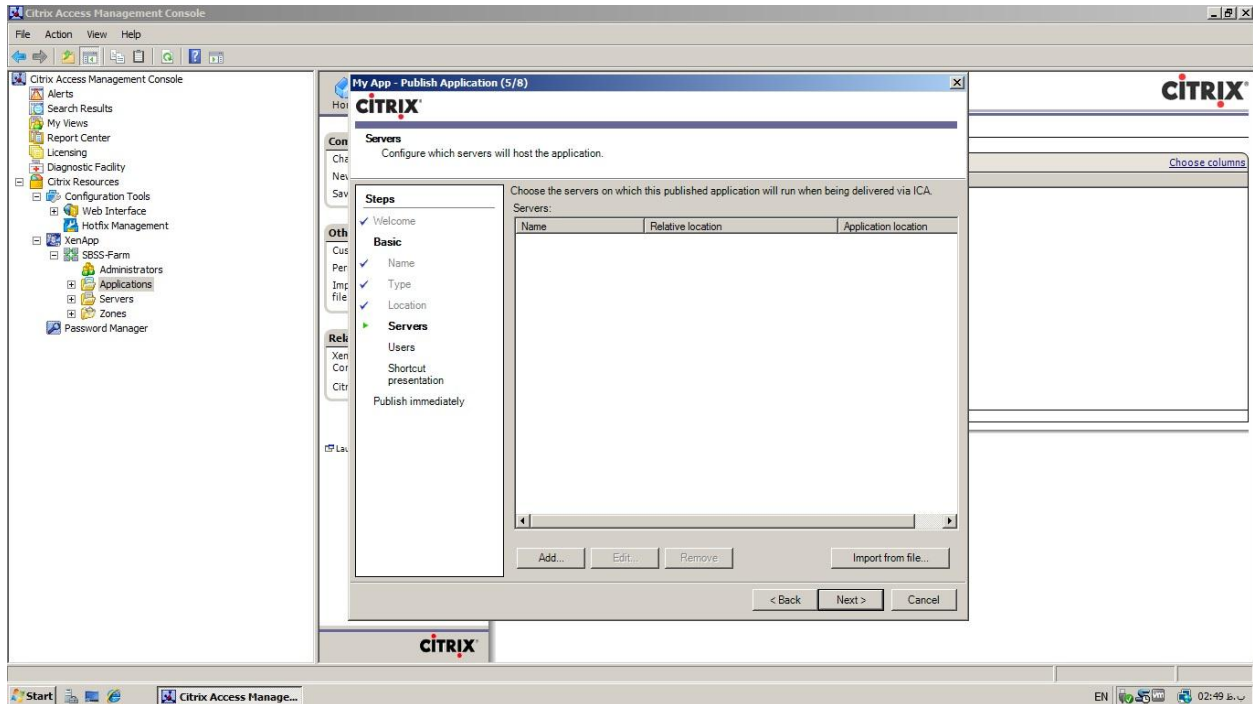 Citrix Access Management Console
File Action View Help
Citrix Access Management Console
Alerts
Search Results
My Views
Report Center
Licensing
Diagnostic Facility
Citrix Resources
Configuration Tools
Web Interface
Hotfix Management
XenApp
SBSS-Farm
Administrators
Applications
Servers
Zones
Password Manager
CITRIX
Choose columns
My App - Publish Application (5/8)
CITRIX
Servers
Configure which servers will host the application.
Steps
Welcome
Basic
Name
Type
Location
Servers
Users
Shortcut
presentation
Publish immediately
Choose the servers on which this published application will run when being delivered via ICA.
Servers:
Name Relative location Application location
Add... Edit... Remove Import from file...
< Back Next > Cancel
CITRIX
Start Citrix Access Manage... EN 02:49 ب.ظ